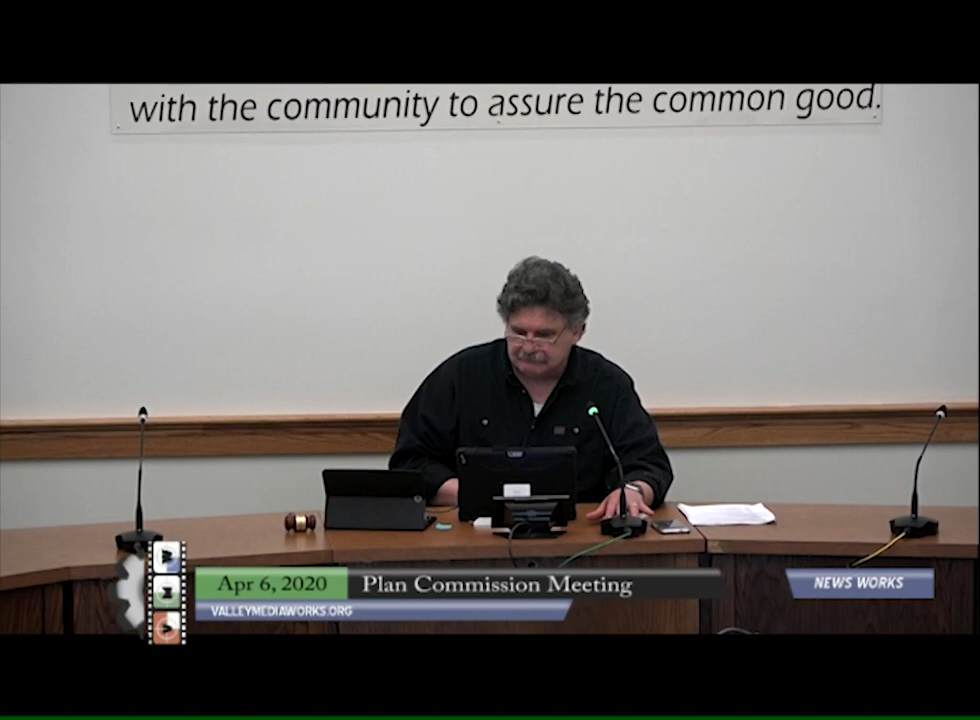 with the community to assure the common good.
Apr 6, 2020 Plan Commission Meeting
NEWS WORKS
VALLEYMEDIAWORKS.ORG